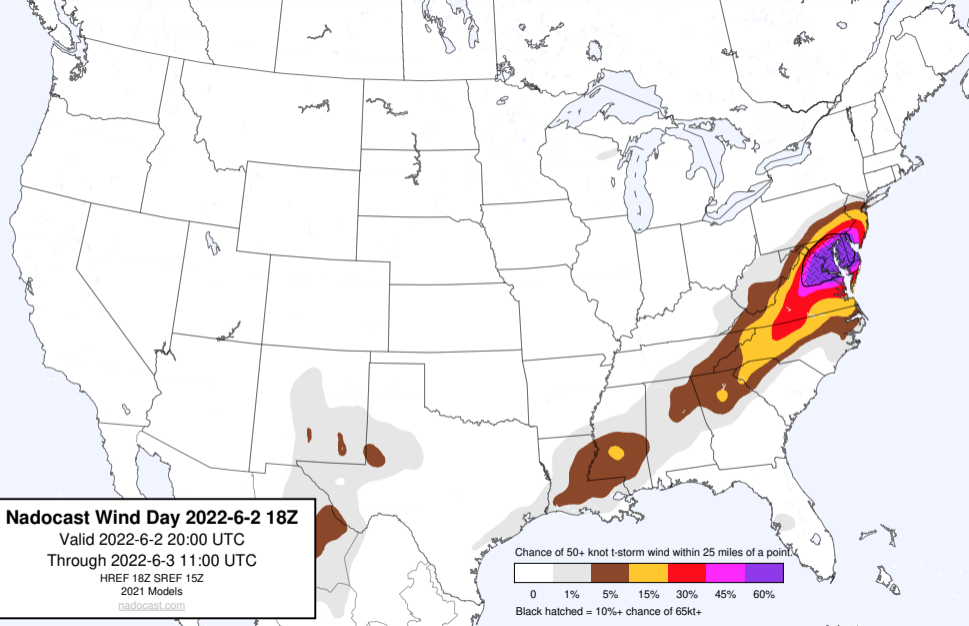 Nadocast Wind Day 2022-6-2 18Z
Valid 2022-6-2 20:00 UTC
Through 2022-6-3 11:00 UTC
HREF 18Z SREF 15Z
2021 Models
nadocast.com
Chance of 50+ knot t-storm wind within 25 miles of a point.
0 1% 5% 15% 30% 45% 60%
Black hatched = 10%+ chance of 65kt+